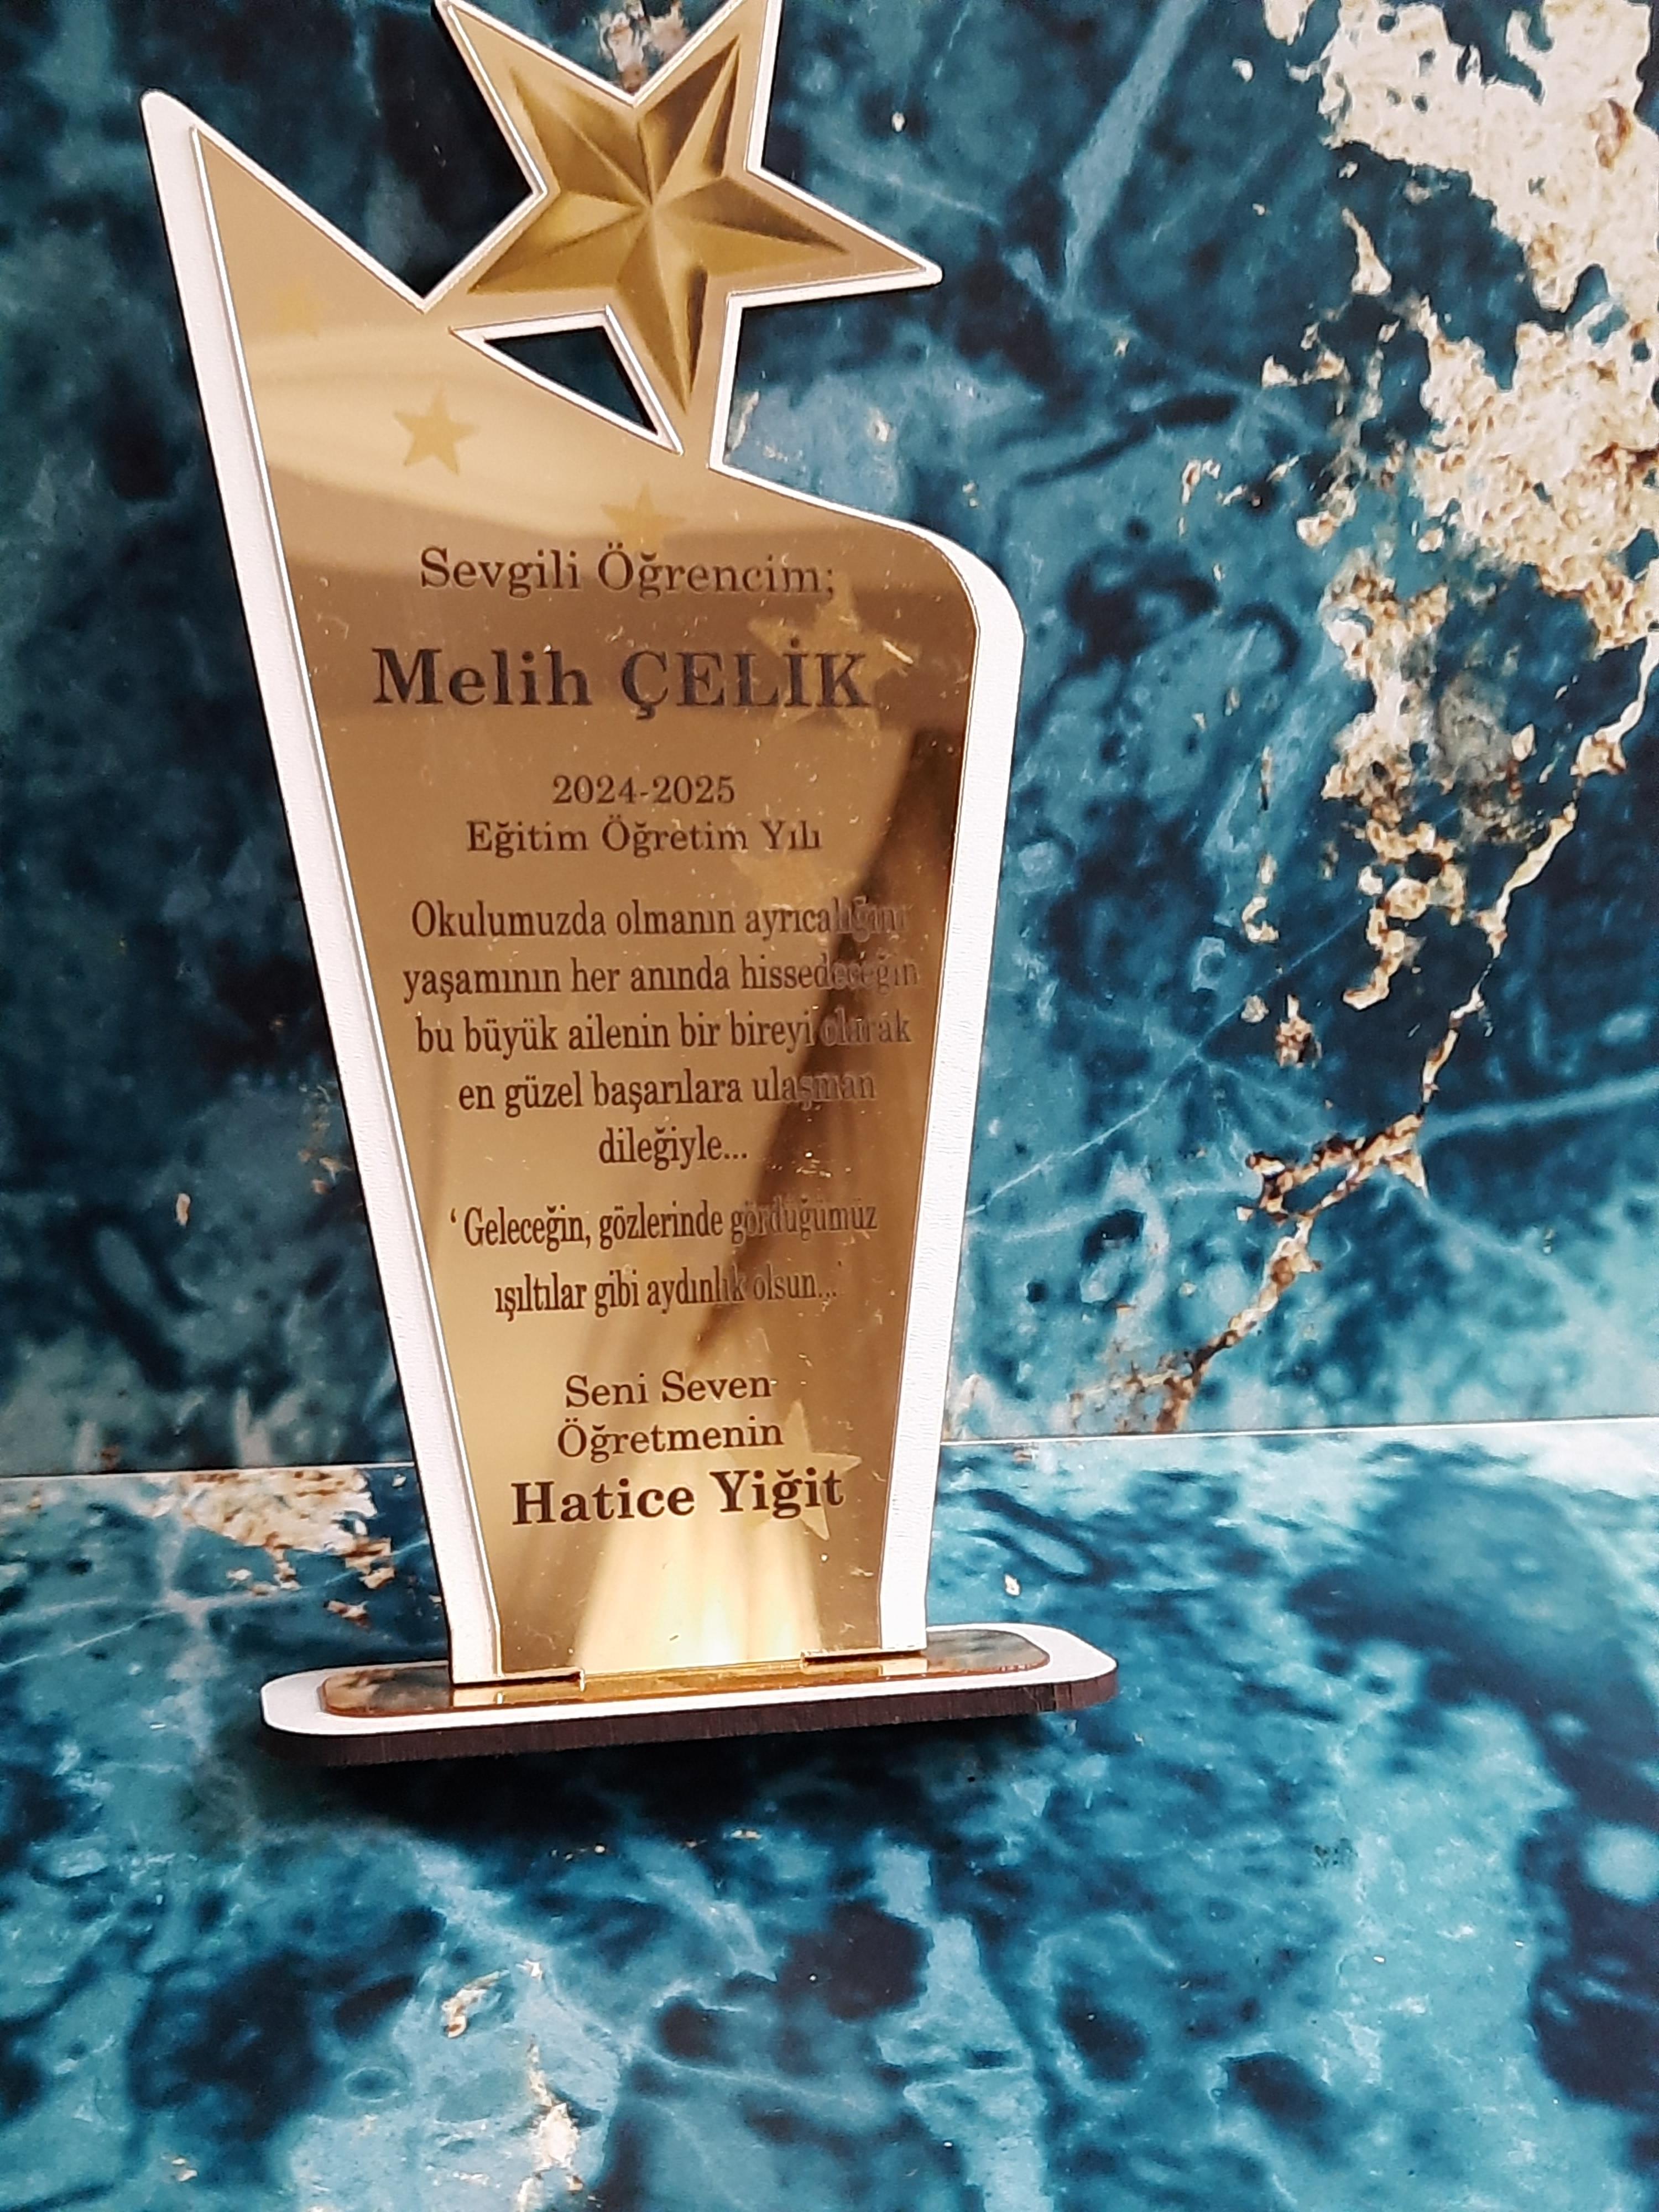 Sevgili Öğrencim;
Melih ÇELİK
2024-2025
Eğitim Öğretim Yılı
Okulumuzda olmanın ayrıcalığını
yaşamının her anında hissedeceğin
bu büyük ailenin bir bireyi olarak
en güzel başarılara ulaşman
dileğiyle...
‘ Geleceğin, gözlerinde gördüğümüz
ışıltılar gibi aydınlık olsun...’
Seni Seven
Öğretmenin
Hatice Yiğit